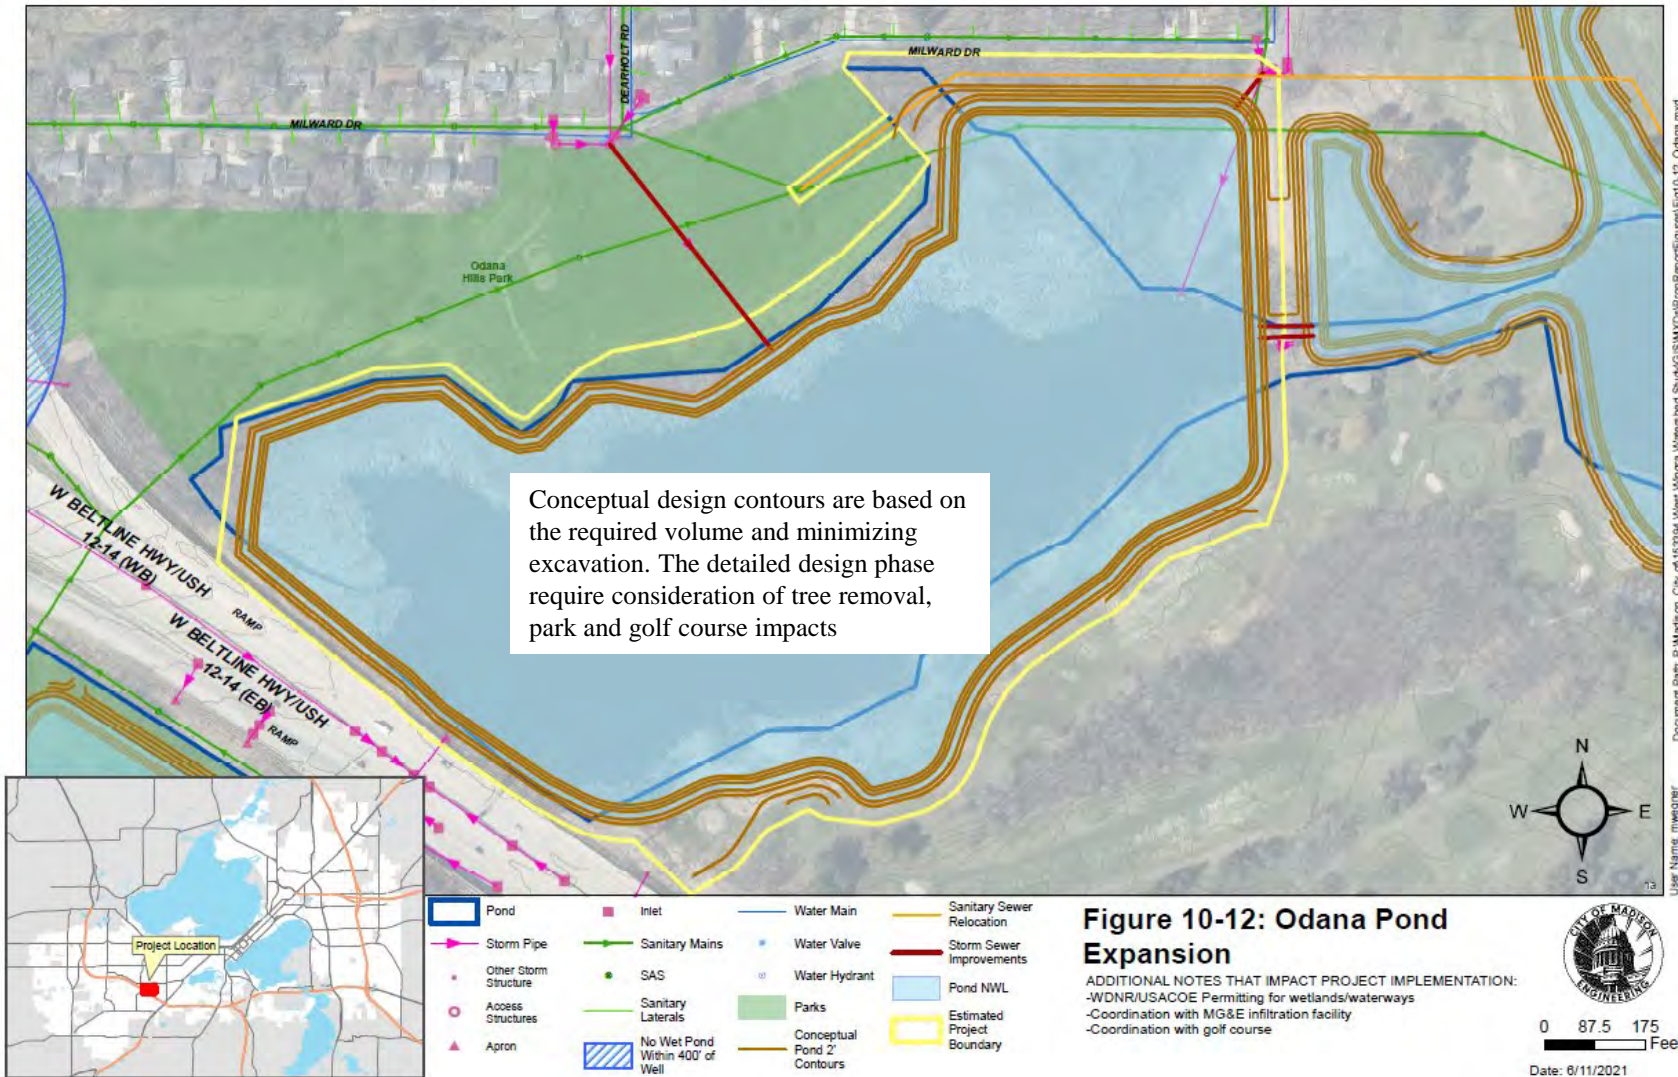 MILWARD DR
DEARHOLT RD
MILWARD DR
Odana
Hills Park
W BELTLINE HWY/USH
12-14 (WB)
RAMP
W BELTLINE HWY/USH
12-14 (EB)
RAMP
Conceptual design contours are based on
the required volume and minimizing
excavation. The detailed design phase
require consideration of tree removal,
park and golf course impacts
N
W
E
S
Project Location
Pond
Storm Pipe
Other Storm
Structure
Access
Structures
Apron
Inlet
Sanitary Mains
SAS
Sanitary
Laterals
No Wet Pond
Within 400' of
Well
Water Main
Water Valve
Water Hydrant
Parks
Conceptual
Pond 2'
Contours
Sanitary Sewer
Relocation
Storm Sewer
Improvements
Pond NWL
Estimated
Project
Boundary
Figure 10-12: Odana Pond
Expansion
ADDITIONAL NOTES THAT IMPACT PROJECT IMPLEMENTATION:
-WDNR/USACOE Permitting for wetlands/waterways
-Coordination with MG&E infiltration facility
-Coordination with golf course
CITY OF MADISON
ENGINEERING
0 87.5 175
Fee
Date: 6/11/2021
User Name: mwegner